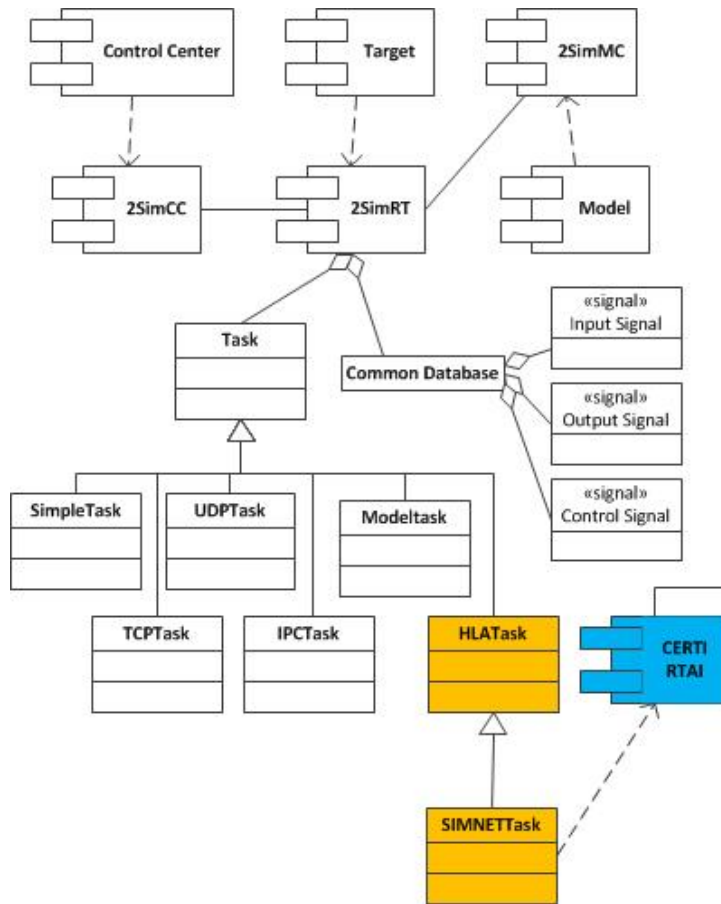 Control Center
Target
2SimMC
2SimCC
2SimRT
Model
Task
Common Database
«signal»
Input Signal
«signal»
Output Signal
«signal»
Control Signal
SimpleTask
UDPTask
Modeltask
TCPTask
IPCTask
HLATask
CERTI
RTAI
SIMNETTask